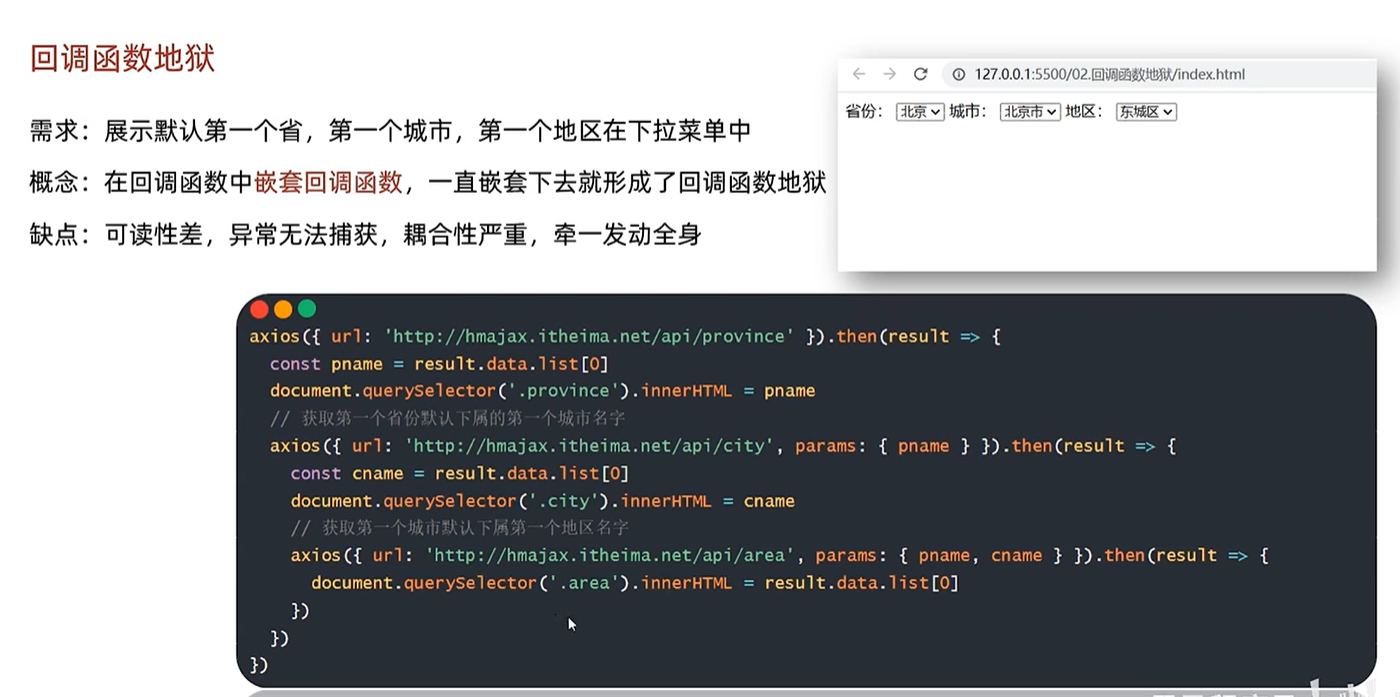 回调函数地狱
需求：展示默认第一个省，第一个城市，第一个地区在下拉菜单中
概念：在回调函数中嵌套回调函数，一直嵌套下去就形成了回调函数地狱
缺点：可读性差，异常无法捕获，耦合性严重，牵一发动全身
127.0.0.1:5500/02.回调函数地狱/index.html
省份： 北京 城市： 北京市 地区： 东城区
axios({ url: 'http://hmajax.itheima.net/api/province' }).then(result => {
  const pname = result.data.list[0]
  document.querySelector('.province').innerHTML = pname
  // 获取第一个省份默认下属的第一个城市名字
  axios({ url: 'http://hmajax.itheima.net/api/city', params: { pname } }).then(result => {
    const cname = result.data.list[0]
    document.querySelector('.city').innerHTML = cname
    // 获取第一个城市默认下属第一个地区名字
    axios({ url: 'http://hmajax.itheima.net/api/area', params: { pname, cname } }).then(result => {
      document.querySelector('.area').innerHTML = result.data.list[0]
    })
  })
})